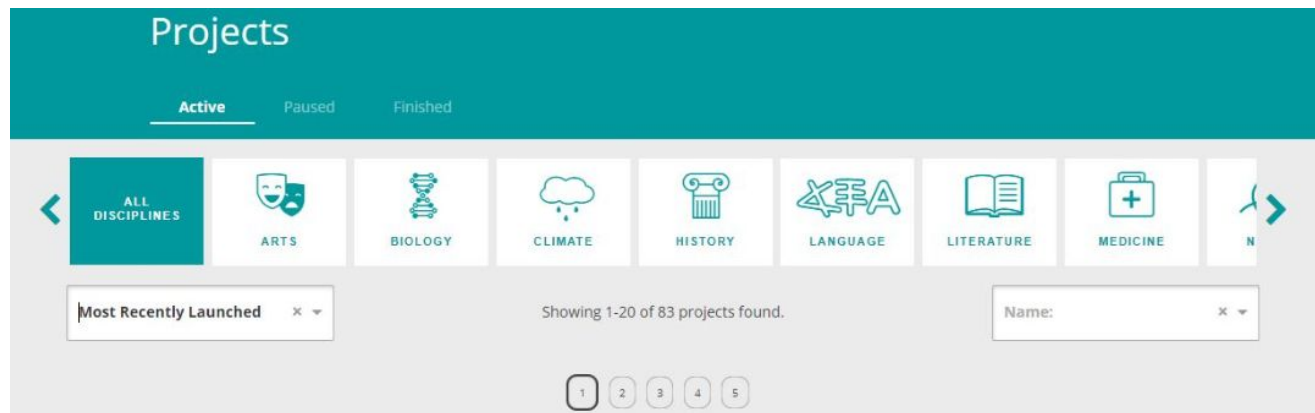 Projects
Active Paused Finished
ALL
DISCIPLINES
ARTS BIOLOGY CLIMATE HISTORY LANGUAGE LITERATURE MEDICINE N
Most Recently Launched × Showing 1-20 of 83 projects found. Name: ×
1 2 3 4 5